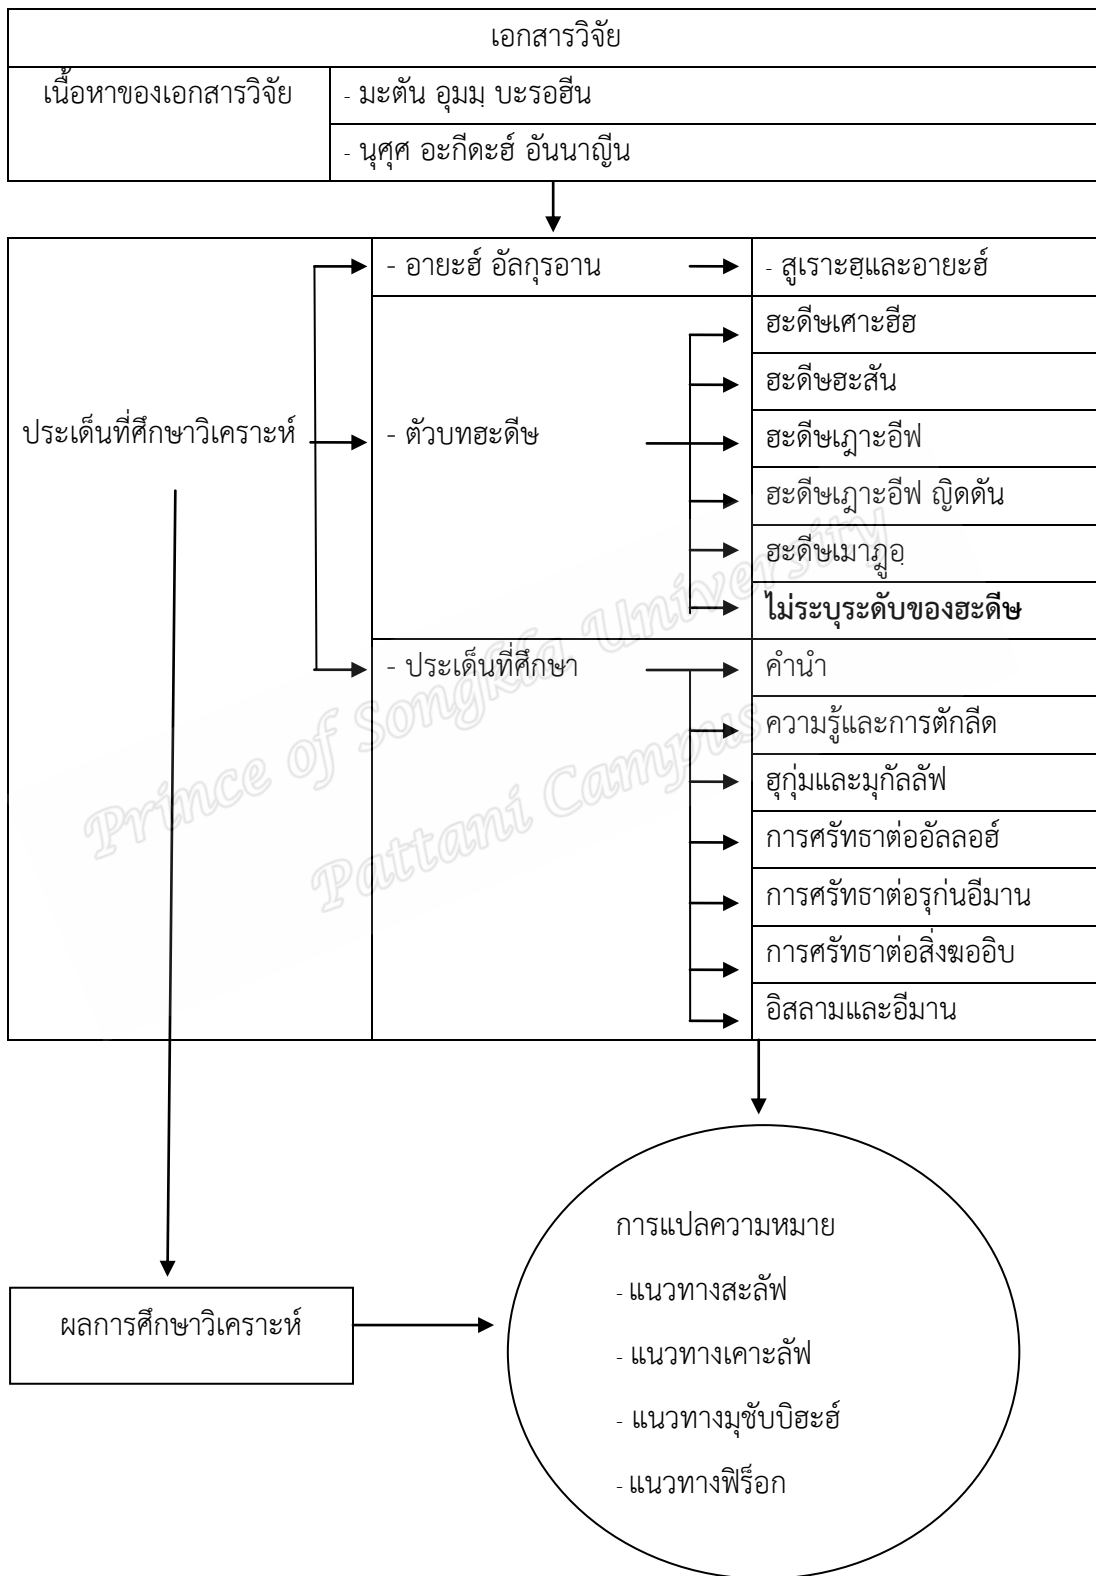 เอกสารวิจัย
เนื้อหาของเอกสารวิจัย
- มะตัน อุมมฺ บะรอฮีน
- นุศุศ อะกีดะฮ์ อันนาญีน
ประเด็นที่ศึกษาวิเคราะห์
- อายะฮ์ อัลกุรอาน
- สูเราะฮฺและอายะฮ์
- ตัวบทฮะดีษ
ฮะดีษเศาะฮีฮ
ฮะดีษฮะสัน
ฮะดีษเฎาะอีฟ
ฮะดีษเฎาะอีฟ ญิดดัน
ฮะดีษเมาฎูอฺ
ไม่ระบุระดับของฮะดีษ
- ประเด็นที่ศึกษา
คำนำ
ความรู้และการตักลีด
ฮุกุ่มและมุกัลลัฟ
การศรัทธาต่ออัลลอฮ์
การศรัทธาต่อรุก่นอีมาน
การศรัทธาต่อสิ่งฆออิบ
อิสลามและอีมาน
Prince of Songkla University
Pattani Campus
การแปลความหมาย
- แนวทางสะลัฟ
- แนวทางเคาะลัฟ
- แนวทางมุชับบิฮะฮ์
- แนวทางฟิร็อก
ผลการศึกษาวิเคราะห์